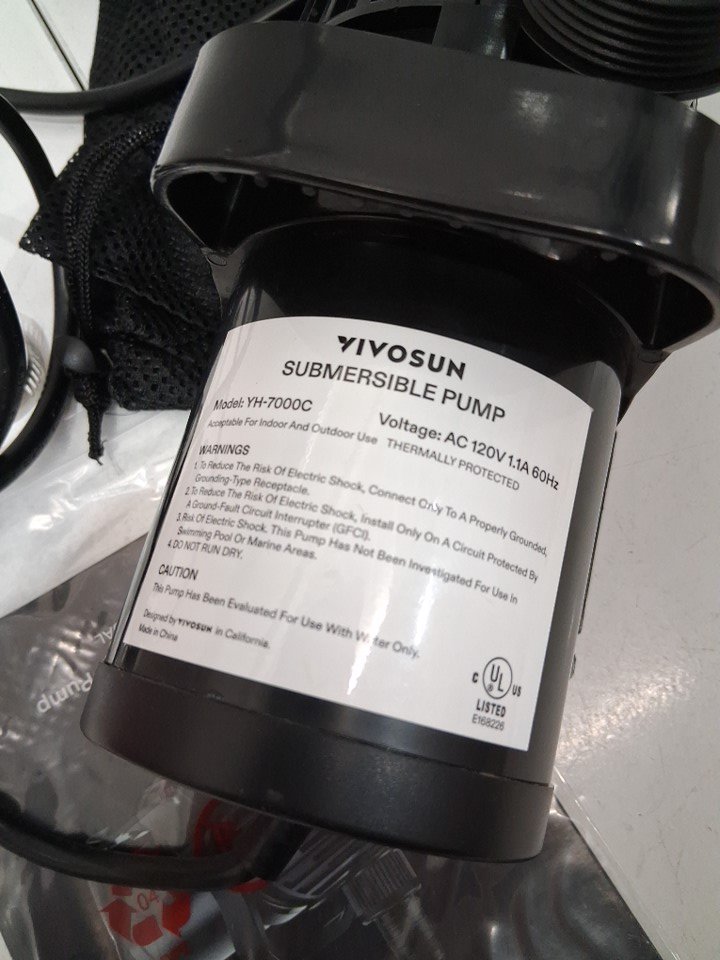 VIVOSUN
SUBMERSIBLE PUMP
Model: YH-7000C
Voltage: AC 120V 1.1A 60Hz
Acceptable For Indoor And Outdoor Use THERMALLY PROTECTED
WARNINGS
1. To Reduce The Risk Of Electric Shock, Connect Only To A Properly Grounded,
Grounding-Type Receptacle.
2. To Reduce The Risk Of Electric Shock, Install Only On A Circuit Protected By
A Ground-Fault Circuit Interrupter (GFCI).
3. Risk Of Electric Shock. This Pump Has Not Been Investigated For Use In
Swimming Pool Or Marine Areas.
4. DO NOT RUN DRY.
CAUTION
This Pump Has Been Evaluated For Use With Water Only.
Designed by VIVOSUN in California.
Made in China
C UL US
®
LISTED
E168226
Pump
04